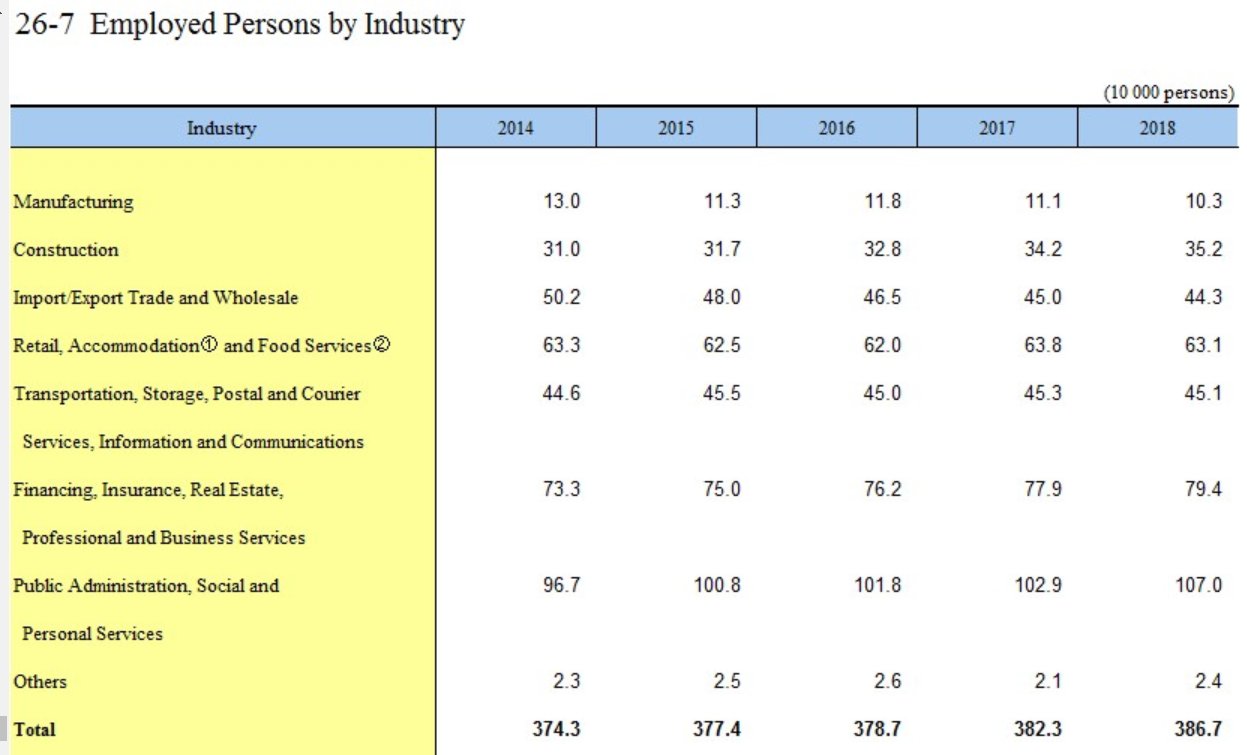 26-7 Employed Persons by Industry
(10 000 persons)
Industry 2014 2015 2016 2017 2018
Manufacturing 13.0 11.3 11.8 11.1 10.3
Construction 31.0 31.7 32.8 34.2 35.2
Import/Export Trade and Wholesale 50.2 48.0 46.5 45.0 44.3
Retail, Accommodation① and Food Services② 63.3 62.5 62.0 63.8 63.1
Transportation, Storage, Postal and Courier 44.6 45.5 45.0 45.3 45.1
Services, Information and Communications
Financing, Insurance, Real Estate, 73.3 75.0 76.2 77.9 79.4
Professional and Business Services
Public Administration, Social and 96.7 100.8 101.8 102.9 107.0
Personal Services
Others 2.3 2.5 2.6 2.1 2.4
Total 374.3 377.4 378.7 382.3 386.7